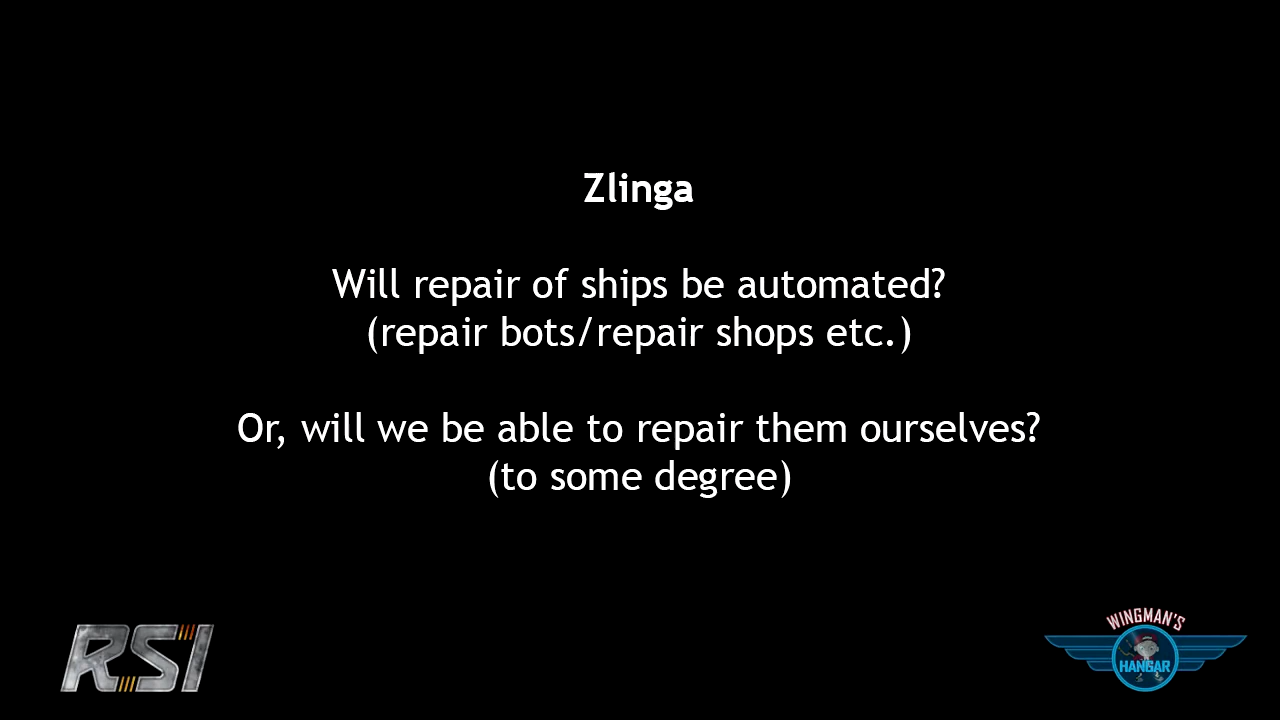 Zlinga
Will repair of ships be automated?
(repair bots/repair shops etc.)
Or, will we be able to repair them ourselves?
(to some degree)
RSI
WINGMAN'S
HANGAR